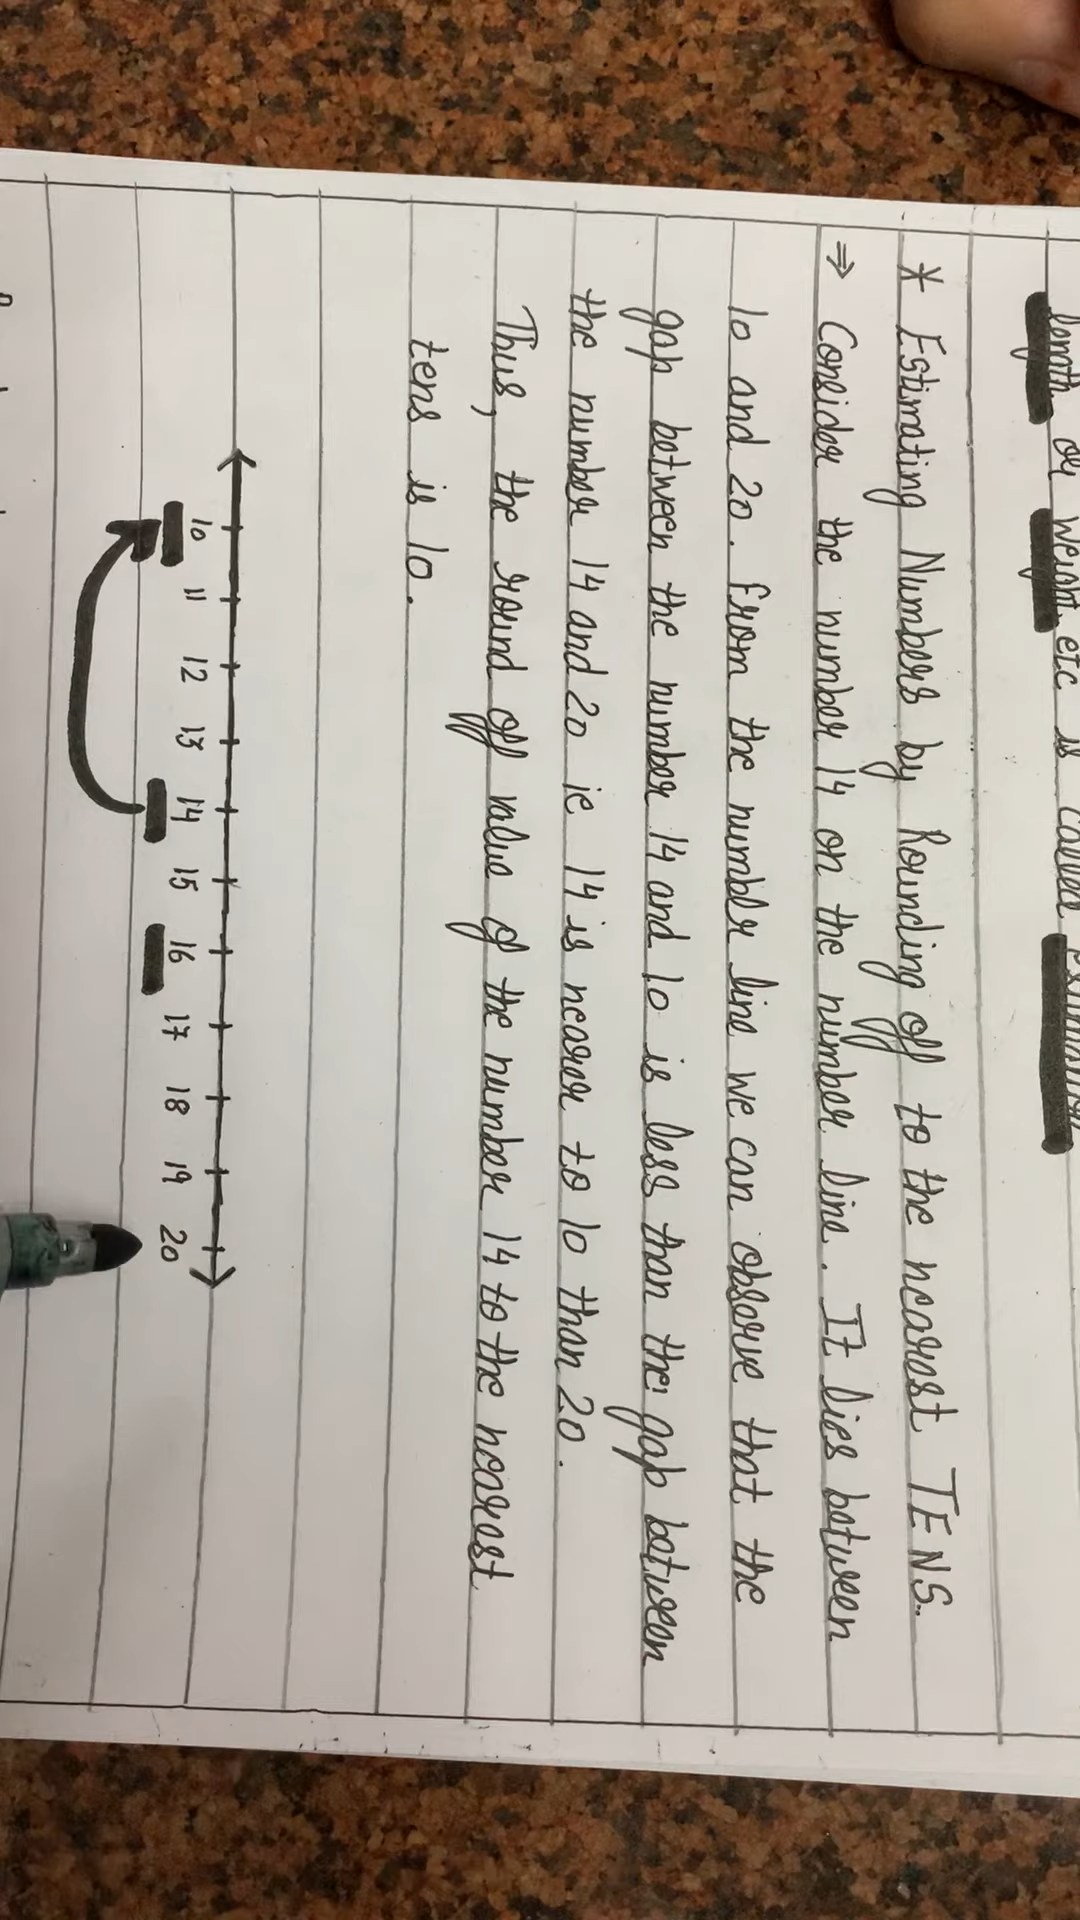 length or weight, etc is called
* Estimating Numbers by Rounding off to the nearest TENS.
⇒ Consider the number 14 on the number line. It lies between
10 and 20. From the number line we can observe that the
gap between the number 14 and 10 is less than the gap between
the number 14 and 20 ie 14 is nearer to 10 than 20.
Thus, the round off value of the number 14 to the nearest
tens is 10.
10 11 12 13 14 15 16 17 18 19 20